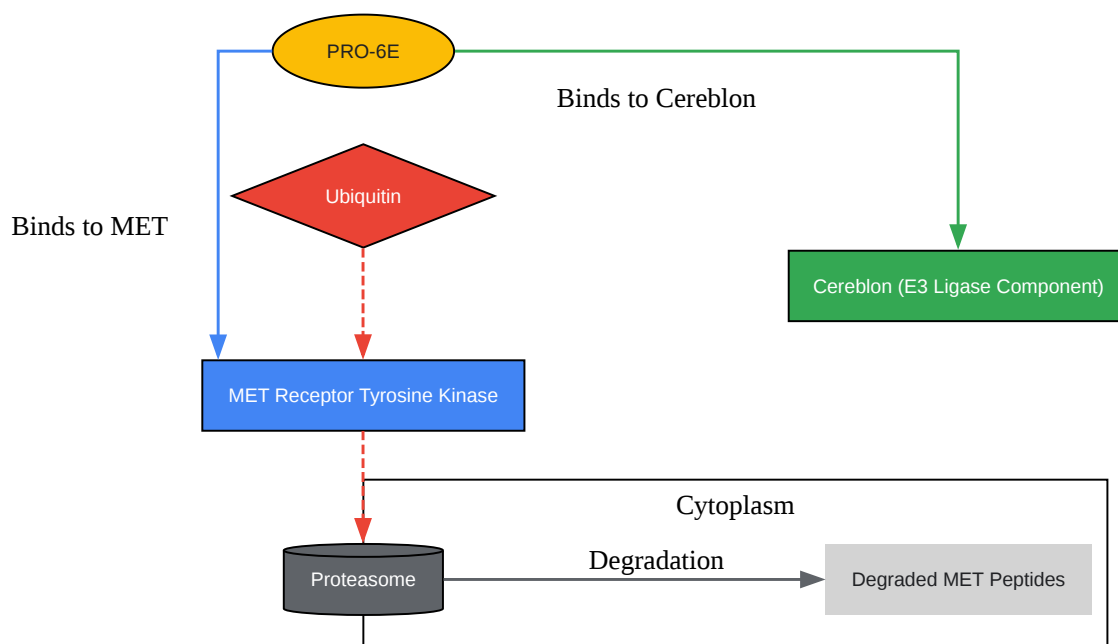 PRO-6E
Binds to Cereblon
Ubiquitin
Binds to MET
Cereblon (E3 Ligase Component)
MET Receptor Tyrosine Kinase
Cytoplasm
Degradation
Proteasome
Degraded MET Peptides